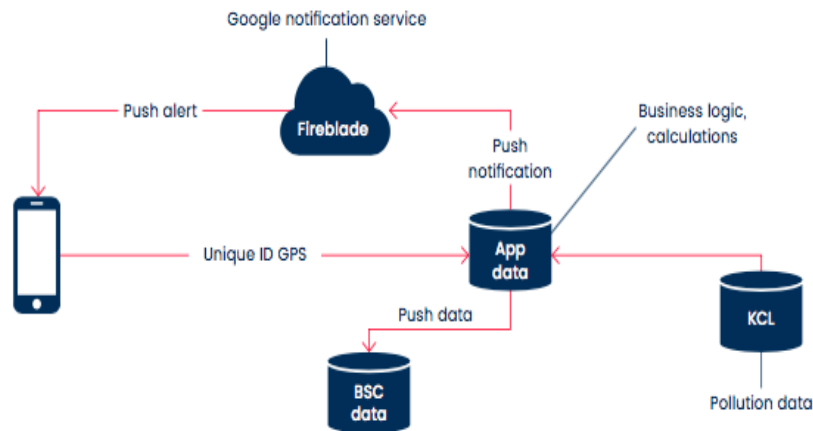 Google notification service
Push alert
Fireblade
Business logic,
calculations
Push
notification
Unique ID GPS
App
data
KCL
Push data
BSC
data
Pollution data